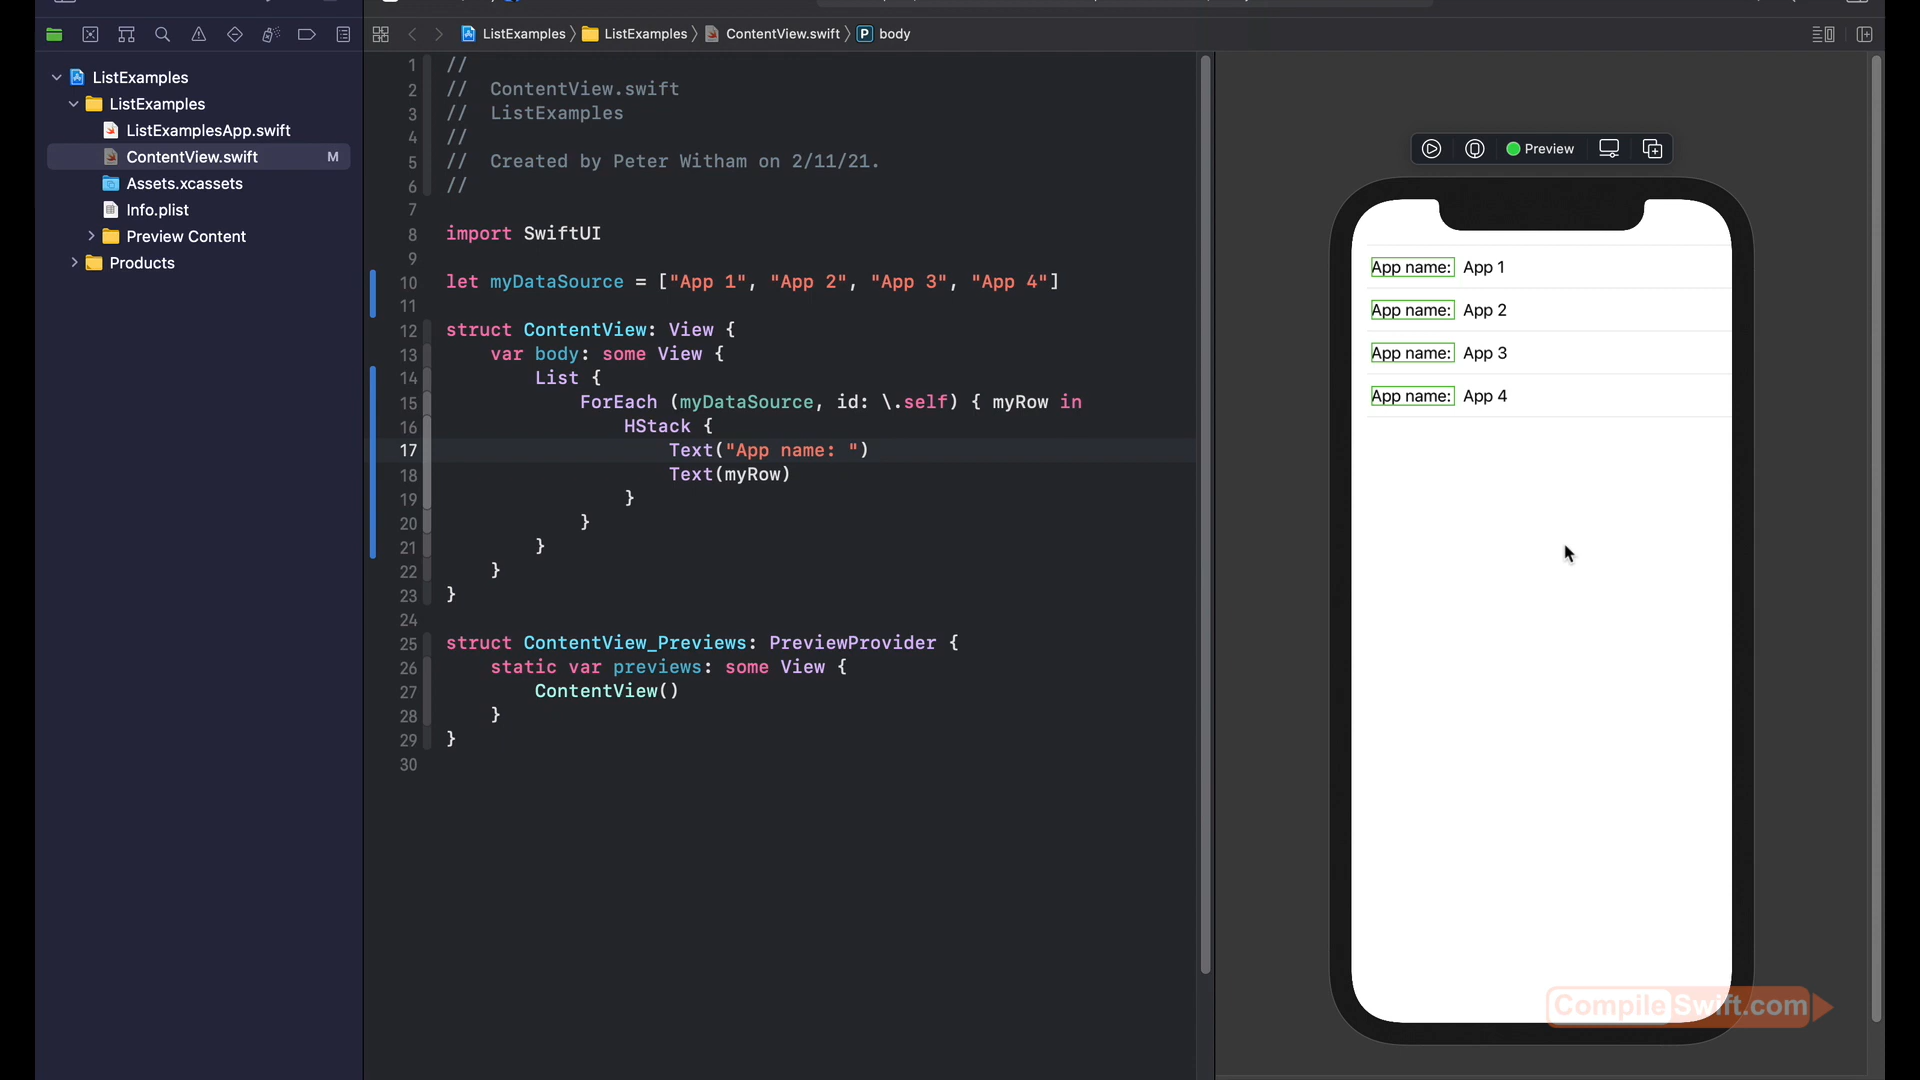 ListExamples
ListExamples
ListExamplesApp.swift
ContentView.swift M
Assets.xcassets
Info.plist
Preview Content
Products
ListExamples ListExamples ContentView.swift P body
1 //
2 //  ContentView.swift
3 //  ListExamples
4 //
5 //  Created by Peter Witham on 2/11/21.
6 //
7
8 import SwiftUI
9
10 let myDataSource = ["App 1", "App 2", "App 3", "App 4"]
11
12 struct ContentView: View {
13     var body: some View {
14         List {
15             ForEach (myDataSource, id: \.self) { myRow in
16                 HStack {
17                     Text("App name: ")
18                     Text(myRow)
19                 }
20             }
21         }
22     }
23 }
24
25 struct ContentView_Previews: PreviewProvider {
26     static var previews: some View {
27         ContentView()
28     }
29 }
30
Preview
App name: App 1
App name: App 2
App name: App 3
App name: App 4
CompileSwift.com